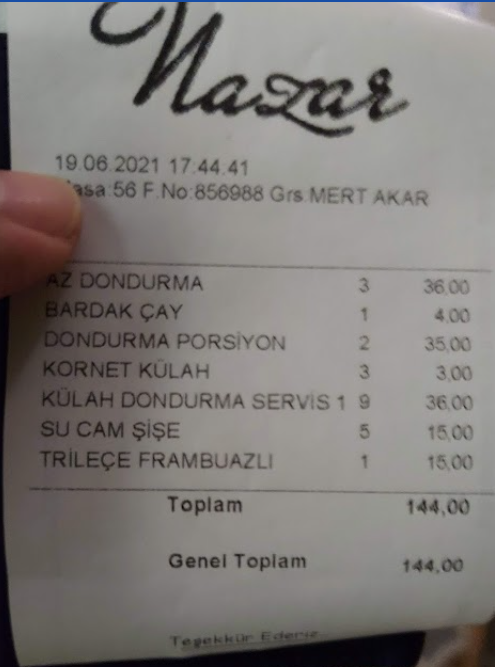 Nazar
19.06.2021 17:44:41
asa:56 F.No:856988 Grs:MERT AKAR
AZ DONDURMA 3 36,00
BARDAK ÇAY 1 4,00
DONDURMA PORSİYON 2 35,00
KORNET KÜLAH 3 3,00
KÜLAH DONDURMA SERVİS 1 9 36,00
SU CAM ŞİŞE 5 15,00
TRİLEÇE FRAMBUAZLI 1 15,00
Toplam 144,00
Genel Toplam 144,00
Teşekkür Ederiz